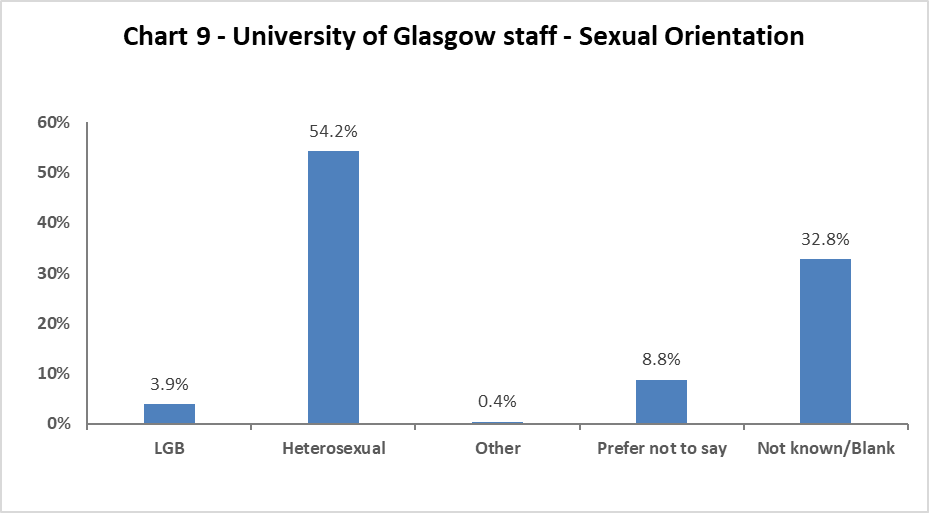 Chart 9 - University of Glasgow staff - Sexual Orientation
60%
50%
40%
30%
20%
10%
0%
3.9%
54.2%
0.4%
8.8%
32.8%
LGB
Heterosexual
Other
Prefer not to say
Not known/Blank